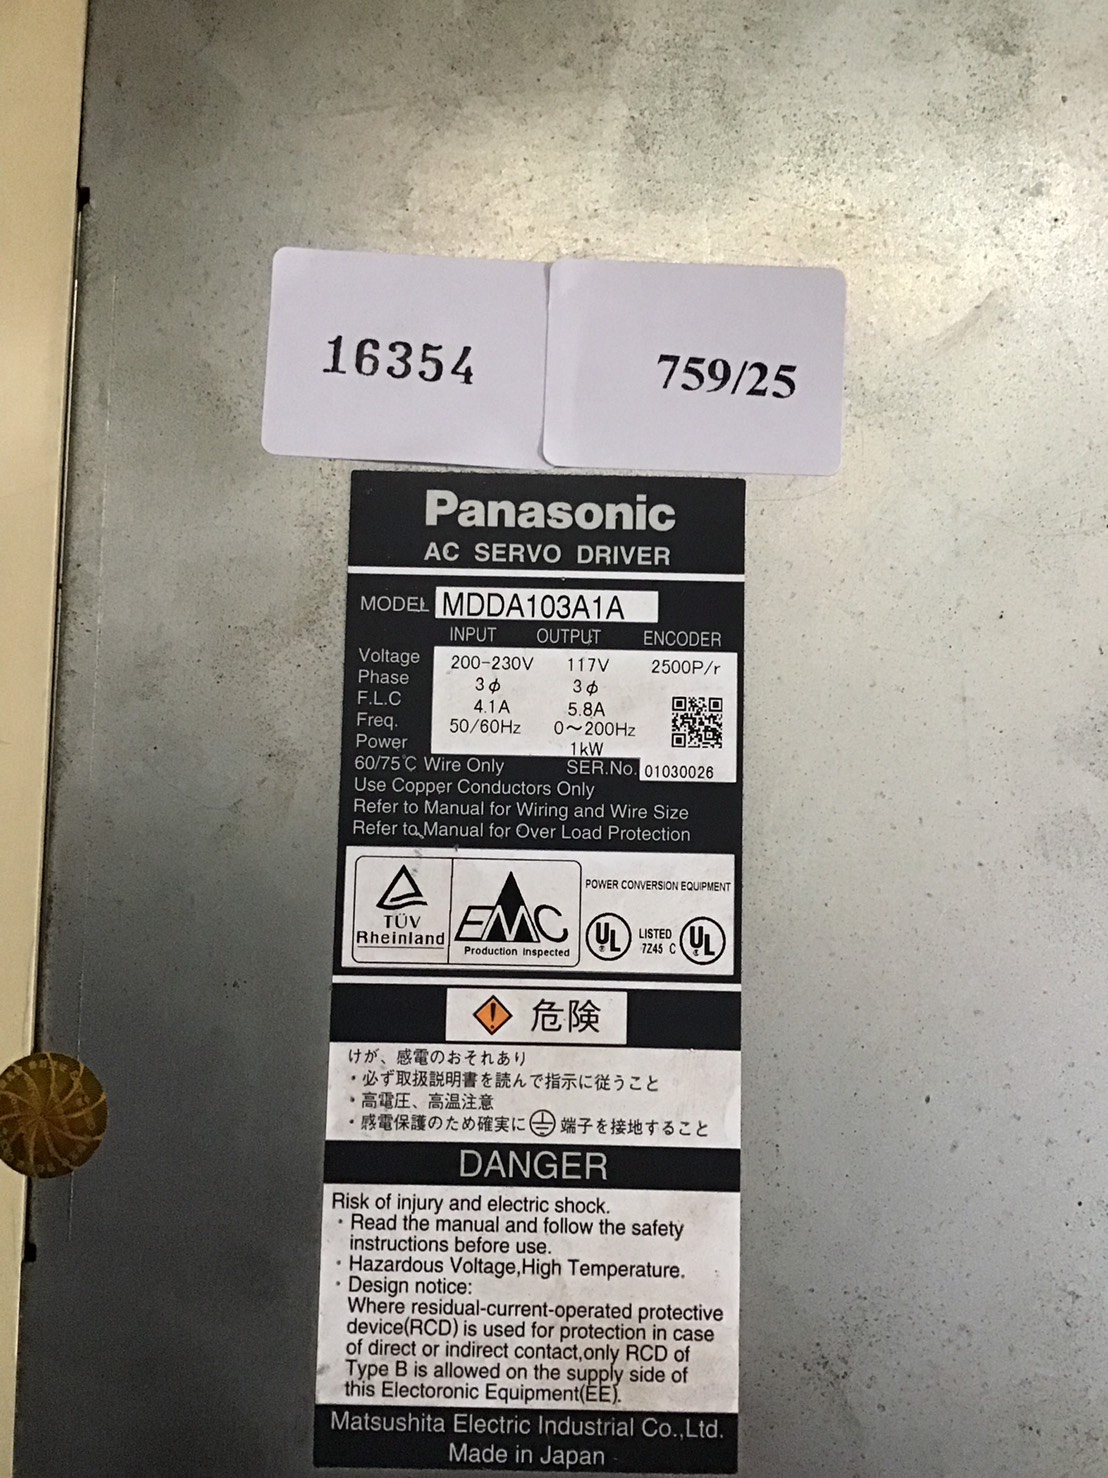 16354
759/25
Panasonic
AC SERVO DRIVER
MODEL MDDA103A1A
INPUT OUTPUT ENCODER
Voltage 200-230V 117V 2500P/r
Phase 3φ 3φ
F.L.C 4.1A 5.8A
Freq. 50/60Hz 0～200Hz
Power 1kW
60/75℃ Wire Only SER.No. 01030026
Use Copper Conductors Only
Refer to Manual for Wiring and Wire Size
Refer to Manual for Over Load Protection
TÜV
Rheinland
EMC
Production Inspected
POWER CONVERSION EQUIPMENT
UL LISTED UL
7Z45 C
危険
けが、感電のおそれあり
・必ず取扱説明書を読んで指示に従うこと
・高電圧、高温注意
・感電保護のため確実に端子を接地すること
DANGER
Risk of injury and electric shock.
・Read the manual and follow the safety
instructions before use.
・Hazardous Voltage,High Temperature.
・Design notice:
Where residual-current-operated protective
device(RCD) is used for protection in case
of direct or indirect contact,only RCD of
Type B is allowed on the supply side of
this Electoronic Equipment(EE).
Matsushita Electric Industrial Co.,Ltd.
Made in Japan